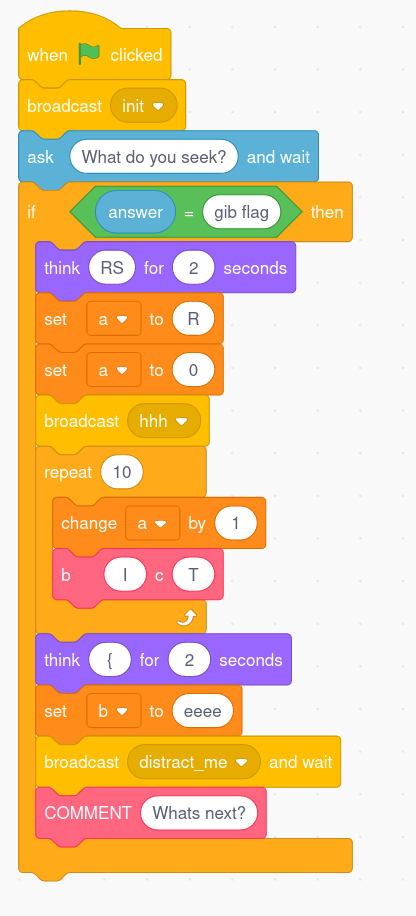 when clicked
broadcast init
ask What do you seek? and wait
if answer = gib flag then
think RS for 2 seconds
set a to R
set a to 0
broadcast hhh
repeat 10
change a by 1
b I c T
think { for 2 seconds
set b to eeee
broadcast distract_me and wait
COMMENT Whats next?